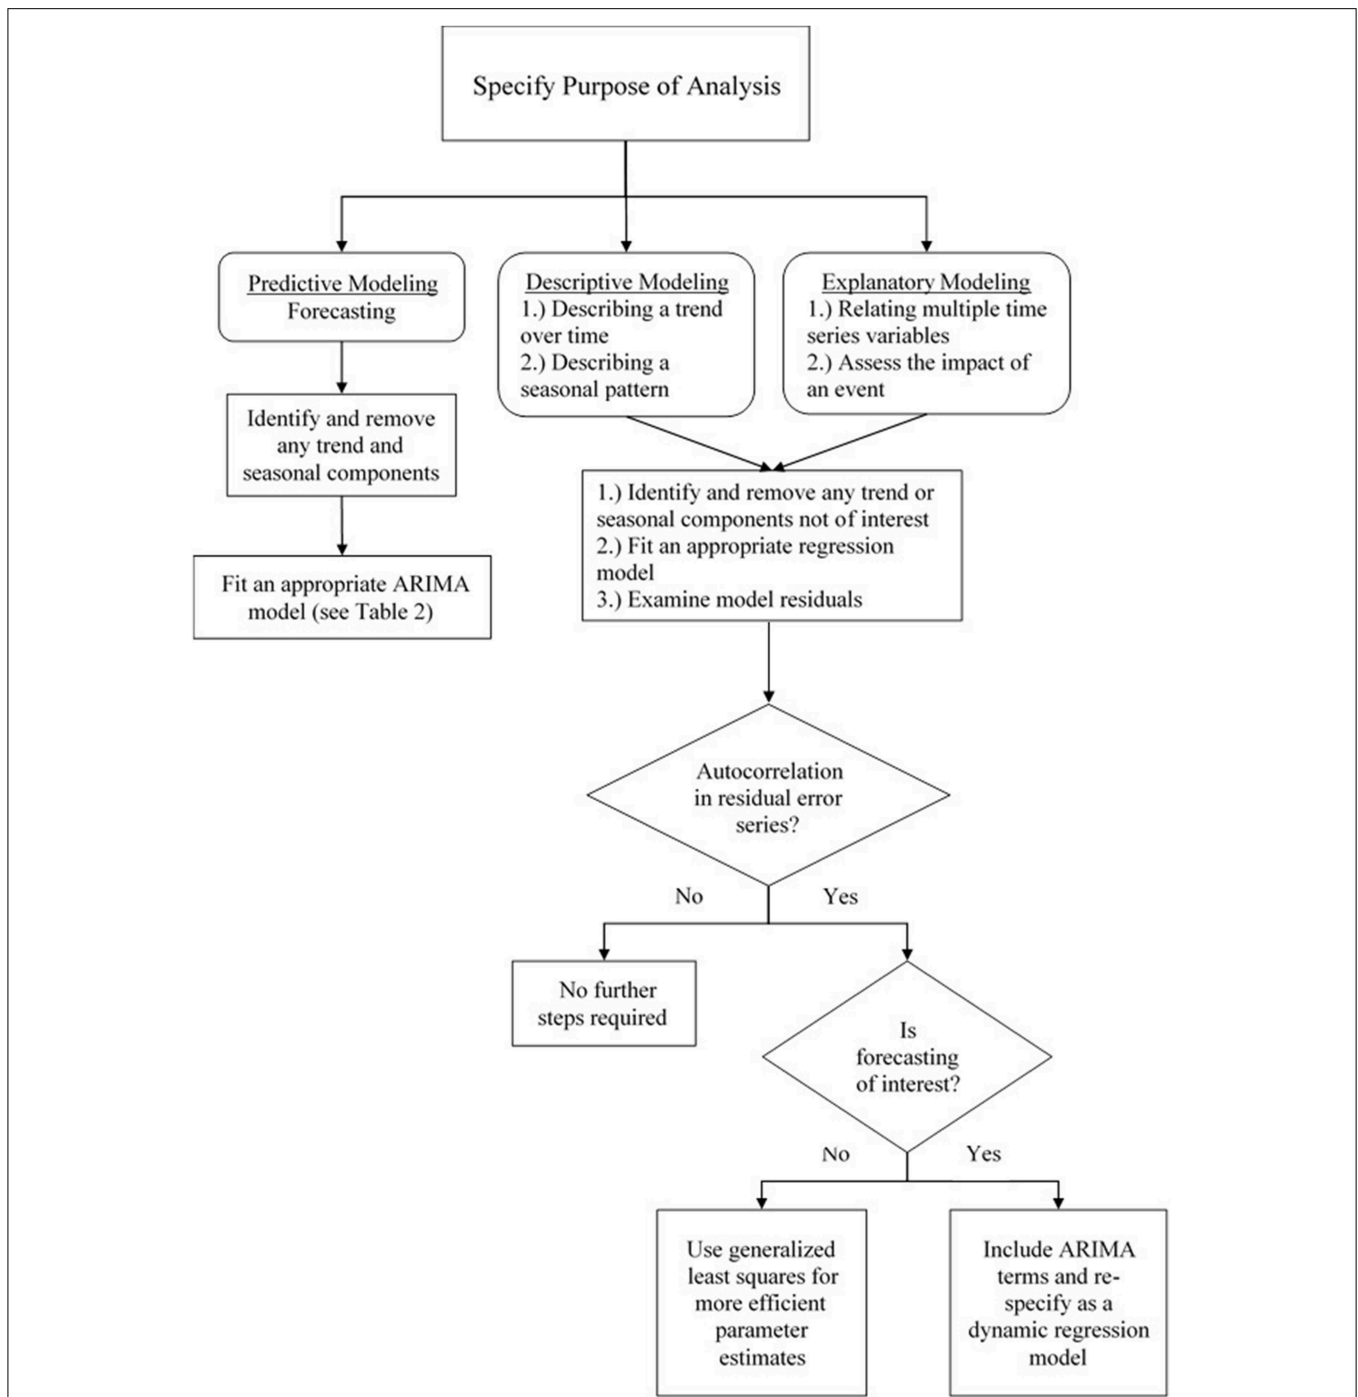 Specify Purpose of Analysis
Predictive Modeling
Forecasting
Descriptive Modeling
1.) Describing a trend
over time
2.) Describing a
seasonal pattern
Explanatory Modeling
1.) Relating multiple time
series variables
2.) Assess the impact of
an event
Identify and remove
any trend and
seasonal components
Fit an appropriate ARIMA
model (see Table 2)
1.) Identify and remove any trend or
seasonal components not of interest
2.) Fit an appropriate regression
model
3.) Examine model residuals
Autocorrelation
in residual error
series?
No
Yes
No further
steps required
Is
forecasting
of interest?
No
Yes
Use generalized
least squares for
more efficient
parameter
estimates
Include ARIMA
terms and re-
specify as a
dynamic regression
model